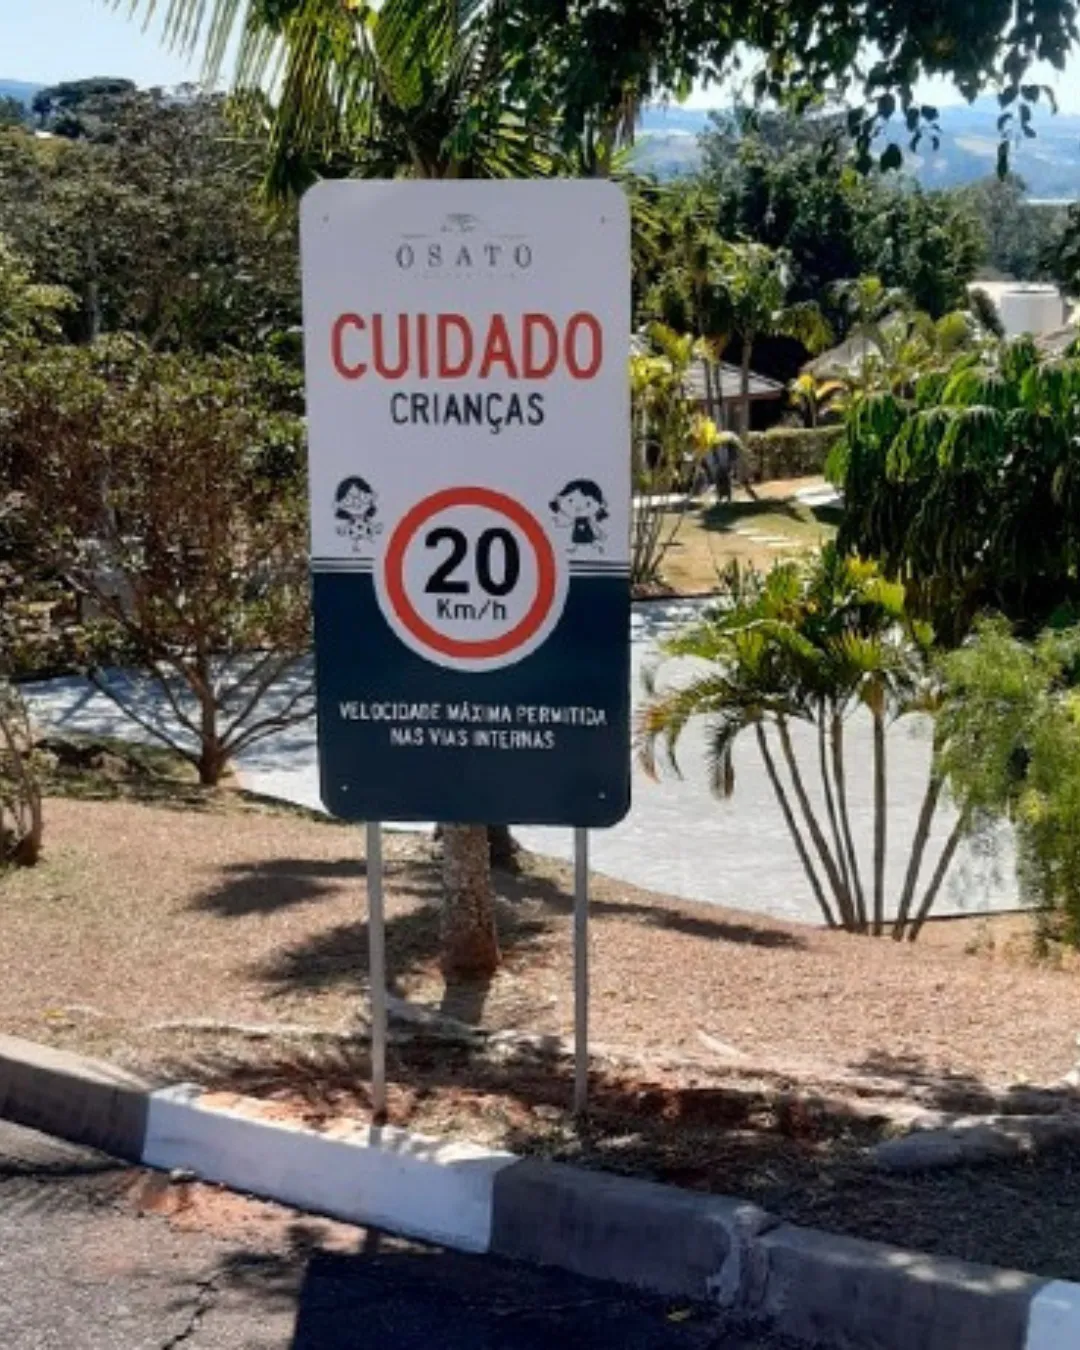 OSATO
CUIDADO
CRIANÇAS
20
Km/h
VELOCIDADE MÁXIMA PERMITIDA
NAS VIAS INTERNAS